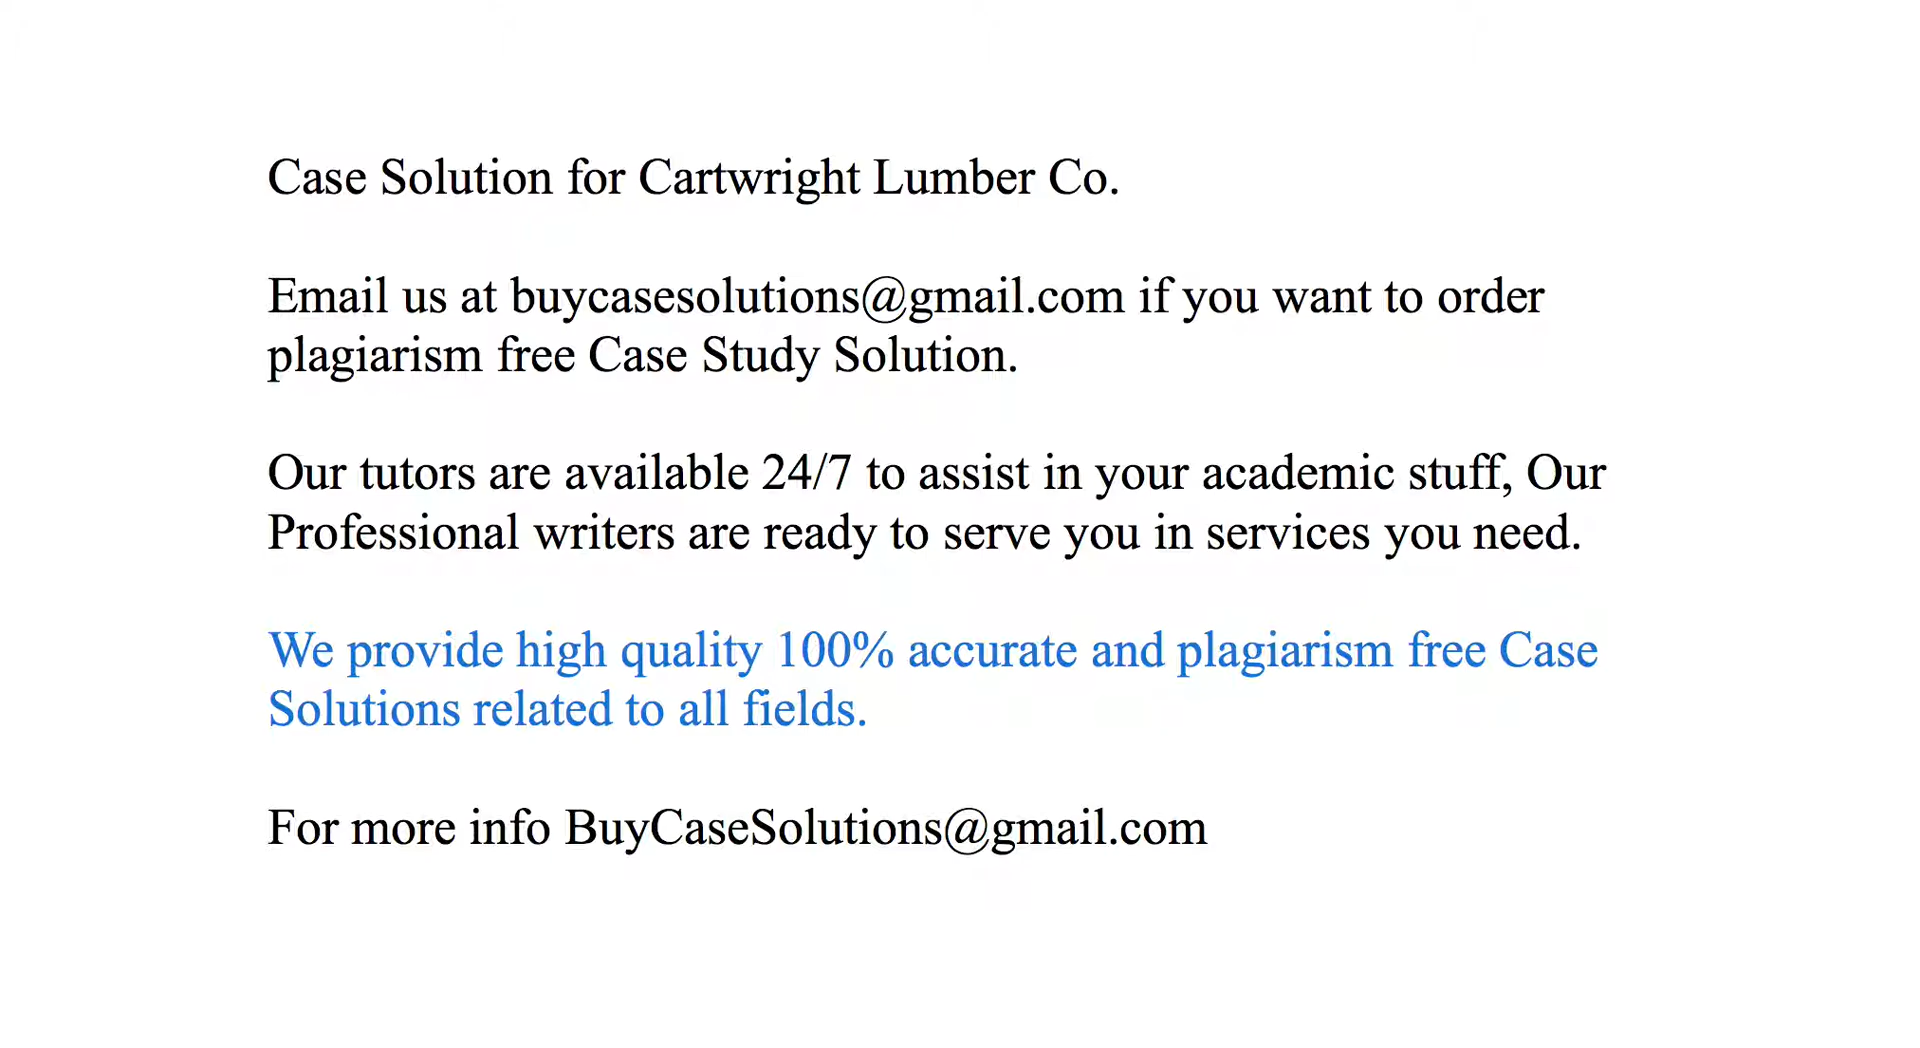 Case Solution for Cartwright Lumber Co.
Email us at buycasesolutions@gmail.com if you want to order
plagiarism free Case Study Solution.
Our tutors are available 24/7 to assist in your academic stuff, Our
Professional writers are ready to serve you in services you need.
We provide high quality 100% accurate and plagiarism free Case
Solutions related to all fields.
For more info BuyCaseSolutions@gmail.com